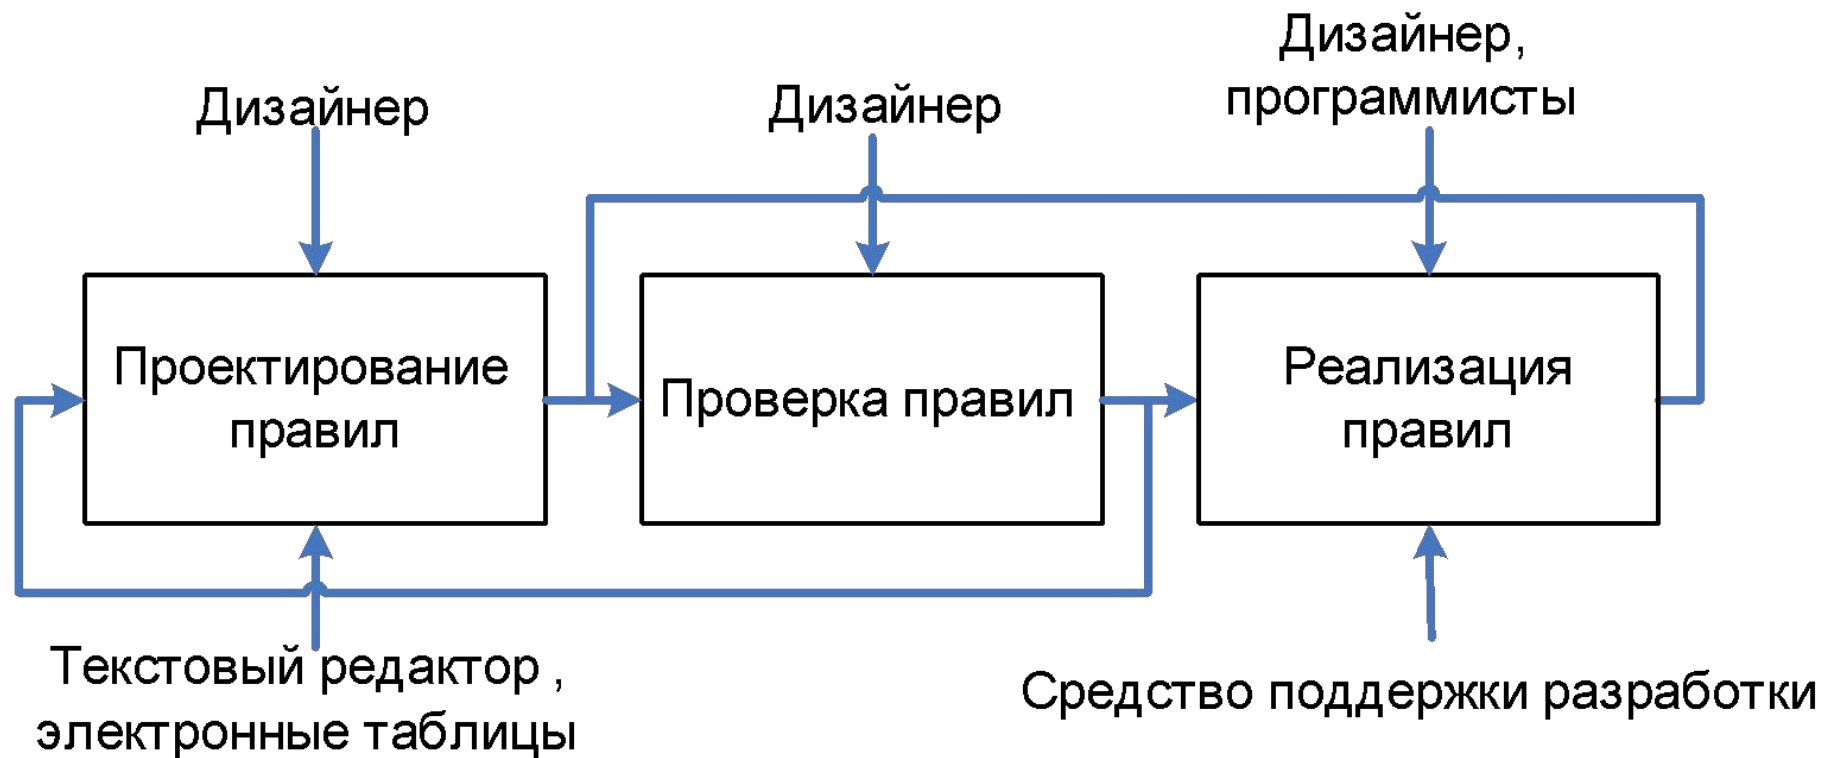 Дизайнер
Дизайнер
Дизайнер,
программисты
Проектирование
правил
Проверка правил
Реализация
правил
Текстовый редактор ,
электронные таблицы
Средство поддержки разработки